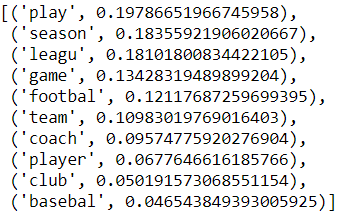 [('play', 0.19786651966745958),
('season', 0.18355921906020667),
('leagu', 0.18101800834422105),
('game', 0.13428319489899204),
('footbal', 0.12117687259699395),
('team', 0.10983019769016403),
('coach', 0.09574775920276904),
('player', 0.0677646616185766),
('club', 0.050191573068551154),
('basebal', 0.046543849393005925)]